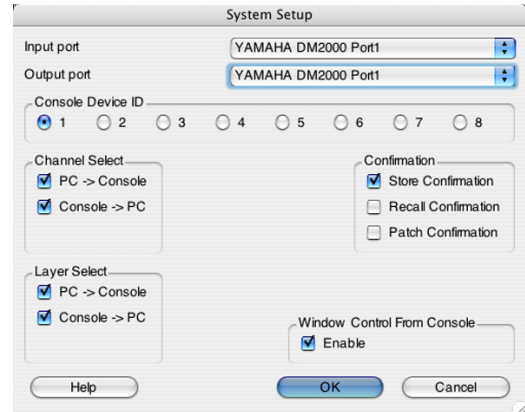 System Setup
Input port
YAMAHA DM2000 Port1
Output port
YAMAHA DM2000 Port1
Console Device ID
1 2 3 4 5 6 7 8
Channel Select
PC -> Console
Console -> PC
Confirmation
Store Confirmation
Recall Confirmation
Patch Confirmation
Layer Select
PC -> Console
Console -> PC
Window Control From Console
Enable
Help
OK
Cancel